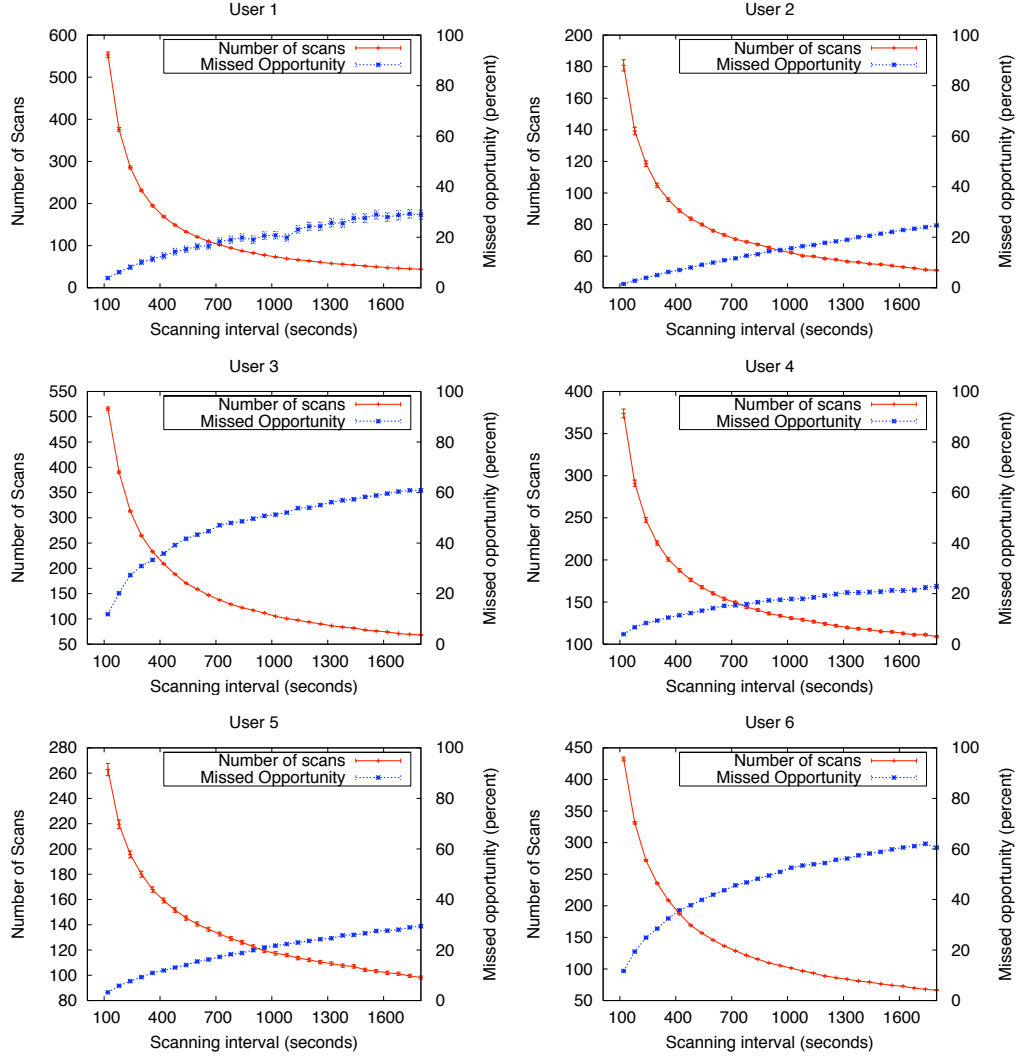 User 1
Number of scans
Missed Opportunity
Number of Scans
0
100
200
300
400
500
600
Missed opportunity (percent)
0
20
40
60
80
100
100 400 700 1000 1300 1600
Scanning interval (seconds)
User 2
Number of scans
Missed Opportunity
Number of Scans
40
60
80
100
120
140
160
180
200
Missed opportunity (percent)
0
20
40
60
80
100
100 400 700 1000 1300 1600
Scanning interval (seconds)
User 3
Number of scans
Missed Opportunity
Number of Scans
50
100
150
200
250
300
350
400
450
500
550
Missed opportunity (percent)
0
20
40
60
80
100
100 400 700 1000 1300 1600
Scanning interval (seconds)
User 4
Number of scans
Missed Opportunity
Number of Scans
100
150
200
250
300
350
400
Missed opportunity (percent)
0
20
40
60
80
100
100 400 700 1000 1300 1600
Scanning interval (seconds)
User 5
Number of scans
Missed Opportunity
Number of Scans
80
100
120
140
160
180
200
220
240
260
280
Missed opportunity (percent)
0
20
40
60
80
100
100 400 700 1000 1300 1600
Scanning interval (seconds)
User 6
Number of scans
Missed Opportunity
Number of Scans
50
100
150
200
250
300
350
400
450
Missed opportunity (percent)
0
20
40
60
80
100
100 400 700 1000 1300 1600
Scanning interval (seconds)